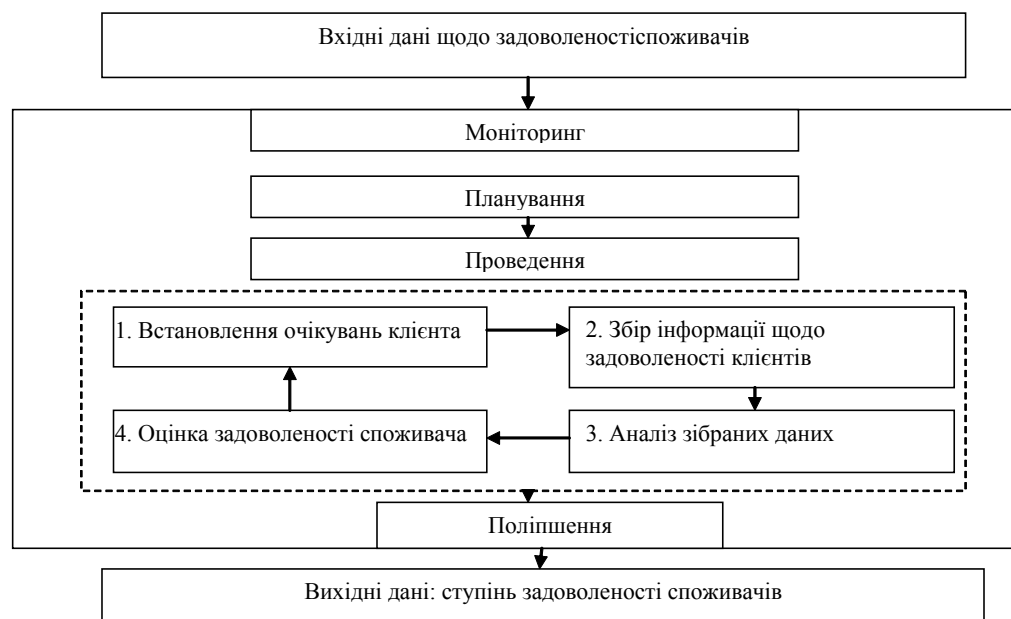 Вхідні дані щодо задоволеностіспоживачів
Моніторинг
Планування
Проведення
1. Встановлення очікувань клієнта
2. Збір інформації щодо
задоволеності клієнтів
4. Оцінка задоволеності споживача
3. Аналіз зібраних даних
Поліпшення
Вихідні дані: ступінь задоволеності споживачів